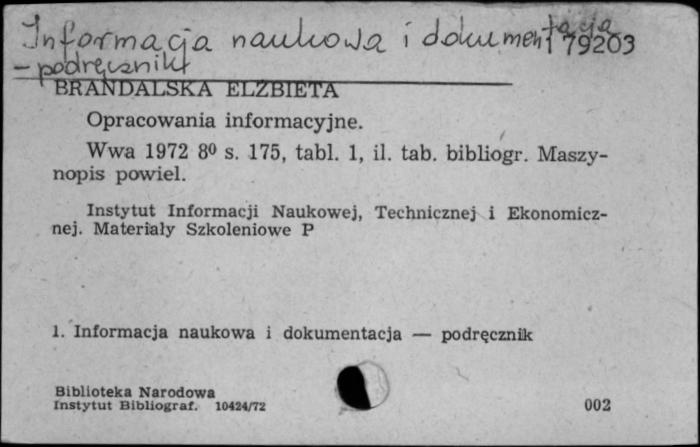 Informacja naukowa i dokumentacja
1 79203
- podręcznik
BRANDALSKA ELŻBIETA
Opracowania informacyjne.
Wwa 1972 8⁰ s. 175, tabl. 1, il. tab. bibliogr. Maszy-
nopis powiel.
Instytut Informacji Naukowej, Technicznej i Ekonomicz-
nej. Materiały Szkoleniowe P
1. Informacja naukowa i dokumentacja — podręcznik
Biblioteka Narodowa
Instytut Bibliograf. 10424/72
002